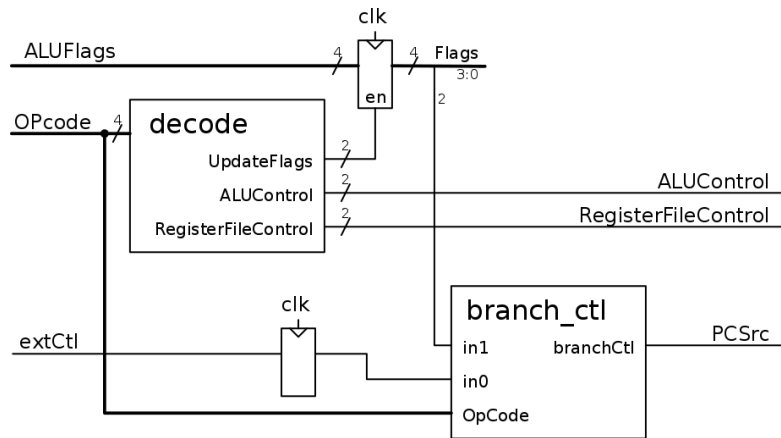 clk
ALUFlags
4
4
Flags
3:0
en
2
OPcode
4
decode
UpdateFlags
2
ALUControl
2
ALUControl
RegisterFileControl
2
RegisterFileControl
clk
branch_ctl
extCtl
in1
branchCtl
PCSrc
in0
OpCode